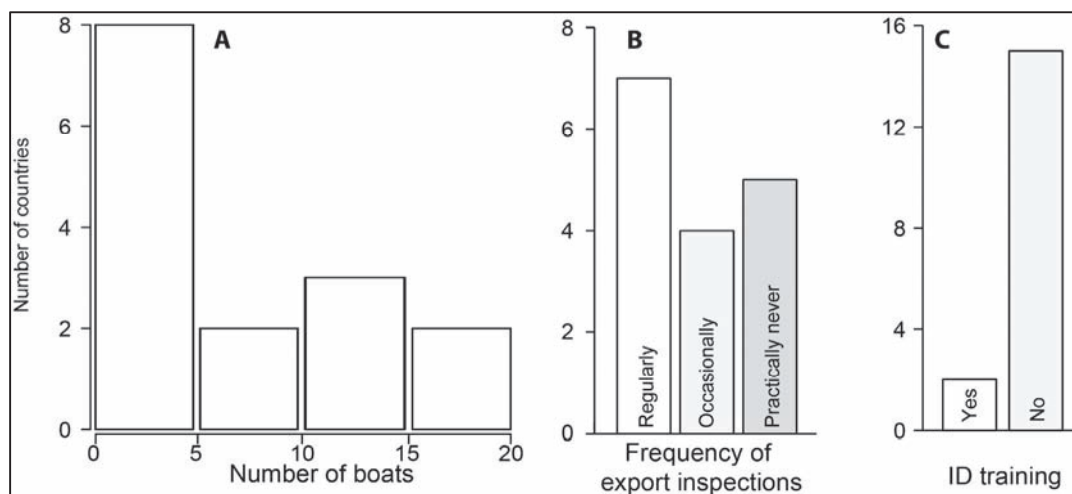 A
Number of countries
8
6
4
2
0
0 5 10 15 20
Number of boats
B
8
6
4
2
0
Regularly
Occasionally
Practically never
Frequency of
export inspections
C
16
12
8
4
0
Yes
No
ID training